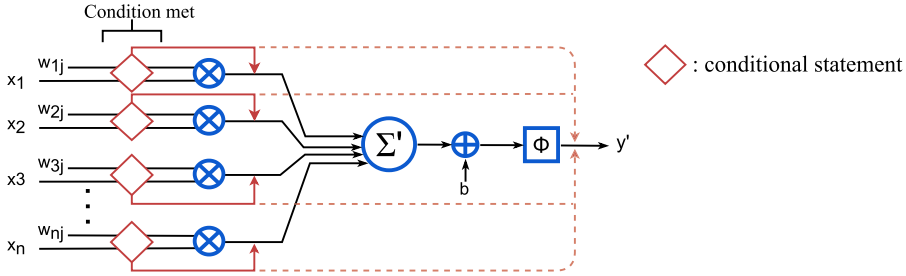 Condition met
w1j
x1
w2j
x2
w3j
x3
wnj
xn
Σ'
b
Φ
y'
: conditional statement